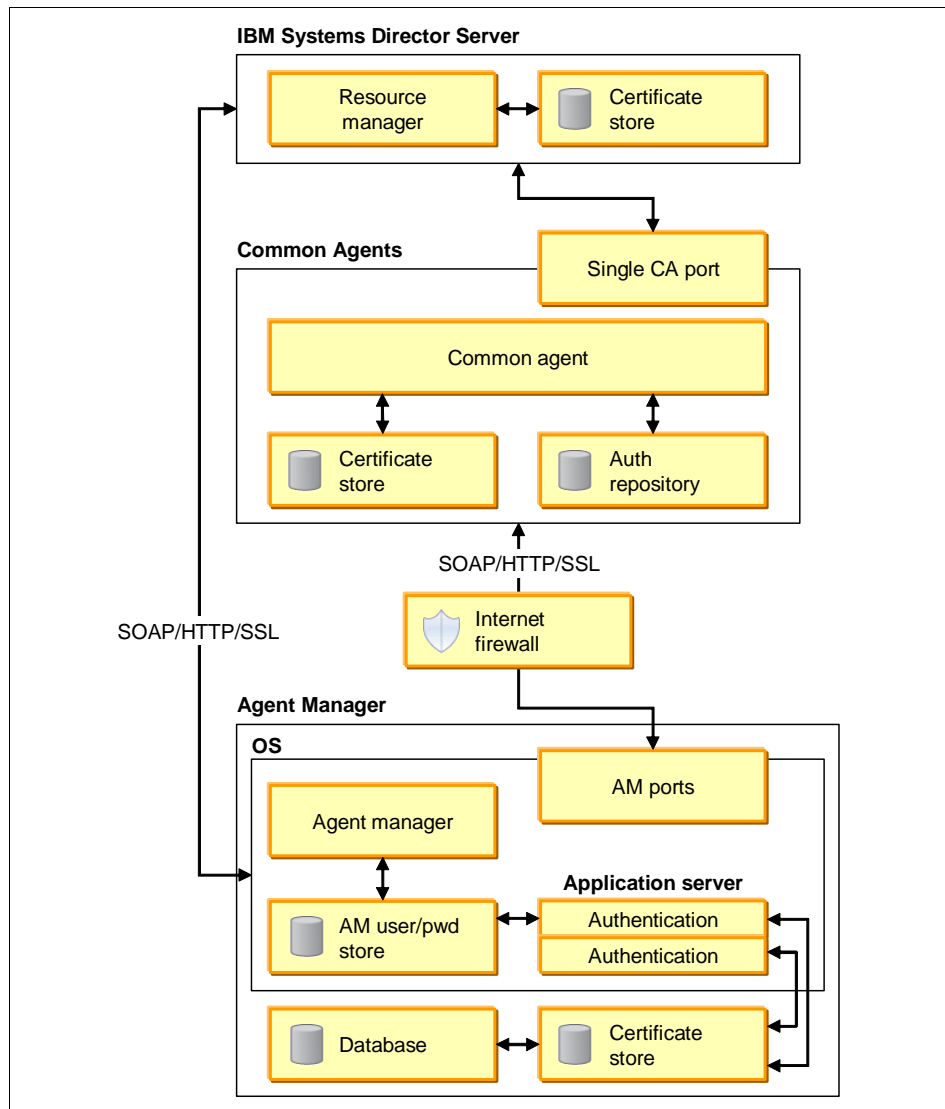 IBM Systems Director Server
Resource
manager
Certificate
store
Common Agents
Single CA port
Common agent
Certificate
store
Auth
repository
SOAP/HTTP/SSL
Internet
firewall
SOAP/HTTP/SSL
Agent Manager
OS
AM ports
Agent manager
Application server
AM user/pwd
store
Authentication
Authentication
Database
Certificate
store